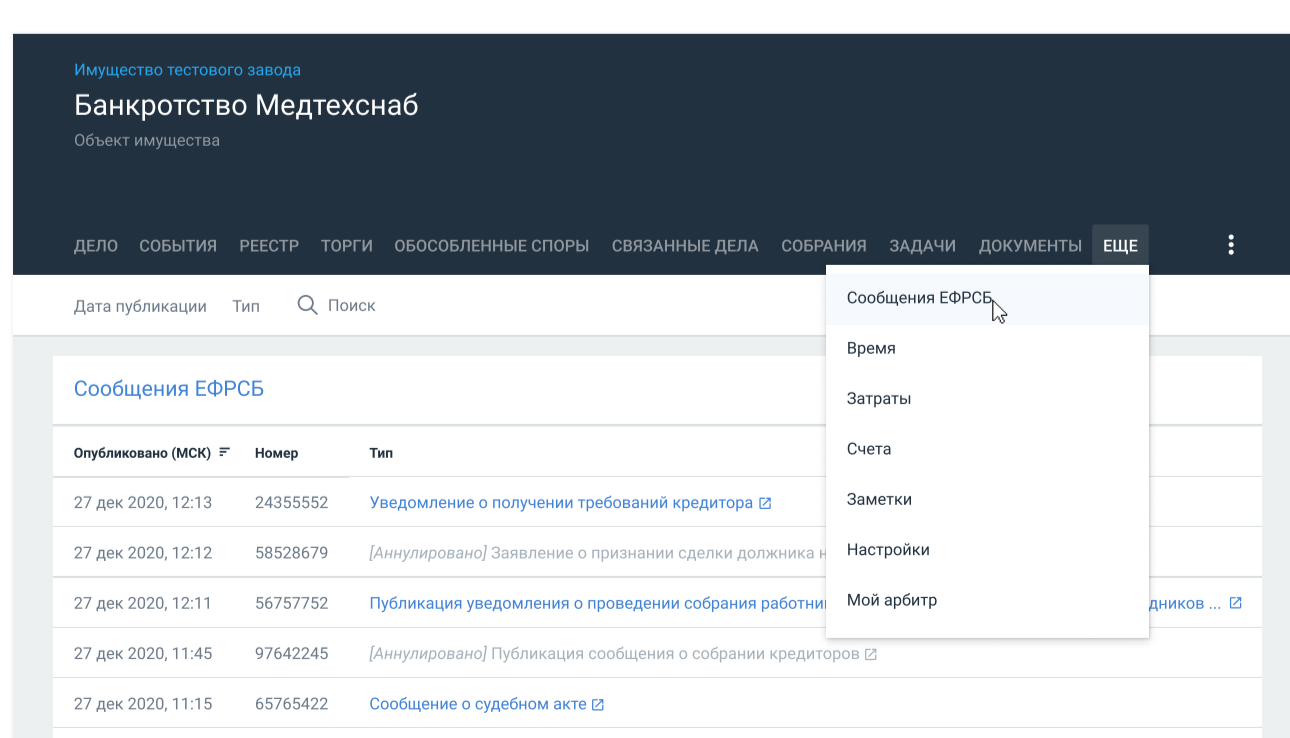 Имущество тестового завода
Банкротство Медтехснаб
Объект имущества
ДЕЛО СОБЫТИЯ РЕЕСТР ТОРГИ ОБОСОБЛЕННЫЕ СПОРЫ СВЯЗАННЫЕ ДЕЛА СОБРАНИЯ ЗАДАЧИ ДОКУМЕНТЫ ЕЩЕ
Дата публикации Тип Поиск
Сообщения ЕФРСБ
Время
Затраты
Счета
Заметки
Настройки
Мой арбитр
Сообщения ЕФРСБ
Опубликовано (МСК) Номер Тип
27 дек 2020, 12:13 24355552 Уведомление о получении требований кредитора
27 дек 2020, 12:12 58528679 [Аннулировано] Заявление о признании сделки должника
27 дек 2020, 12:11 56757752 Публикация уведомления о проведении собрания ...
27 дек 2020, 11:45 97642245 [Аннулировано] Публикация сообщения о собрании кредиторов
27 дек 2020, 11:15 65765422 Сообщение о судебном акте